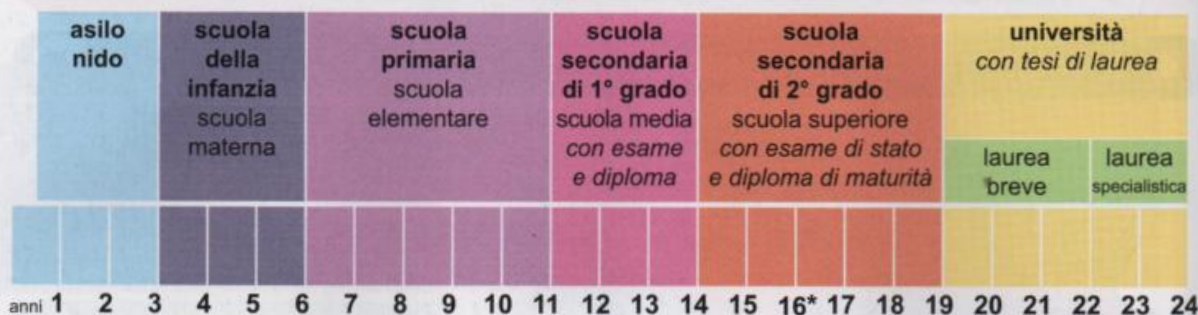 asilo
nido
scuola
della
infanzia
scuola
materna
scuola
primaria
scuola
elementare
scuola
secondaria
di 1° grado
scuola media
con esame
e diploma
scuola
secondaria
di 2° grado
scuola superiore
con esame di stato
e diploma di maturità
università
con tesi di laurea
laurea
breve
laurea
specialistica
anni 1 2 3 4 5 6 7 8 9 10 11 12 13 14 15 16* 17 18 19 20 21 22 23 24